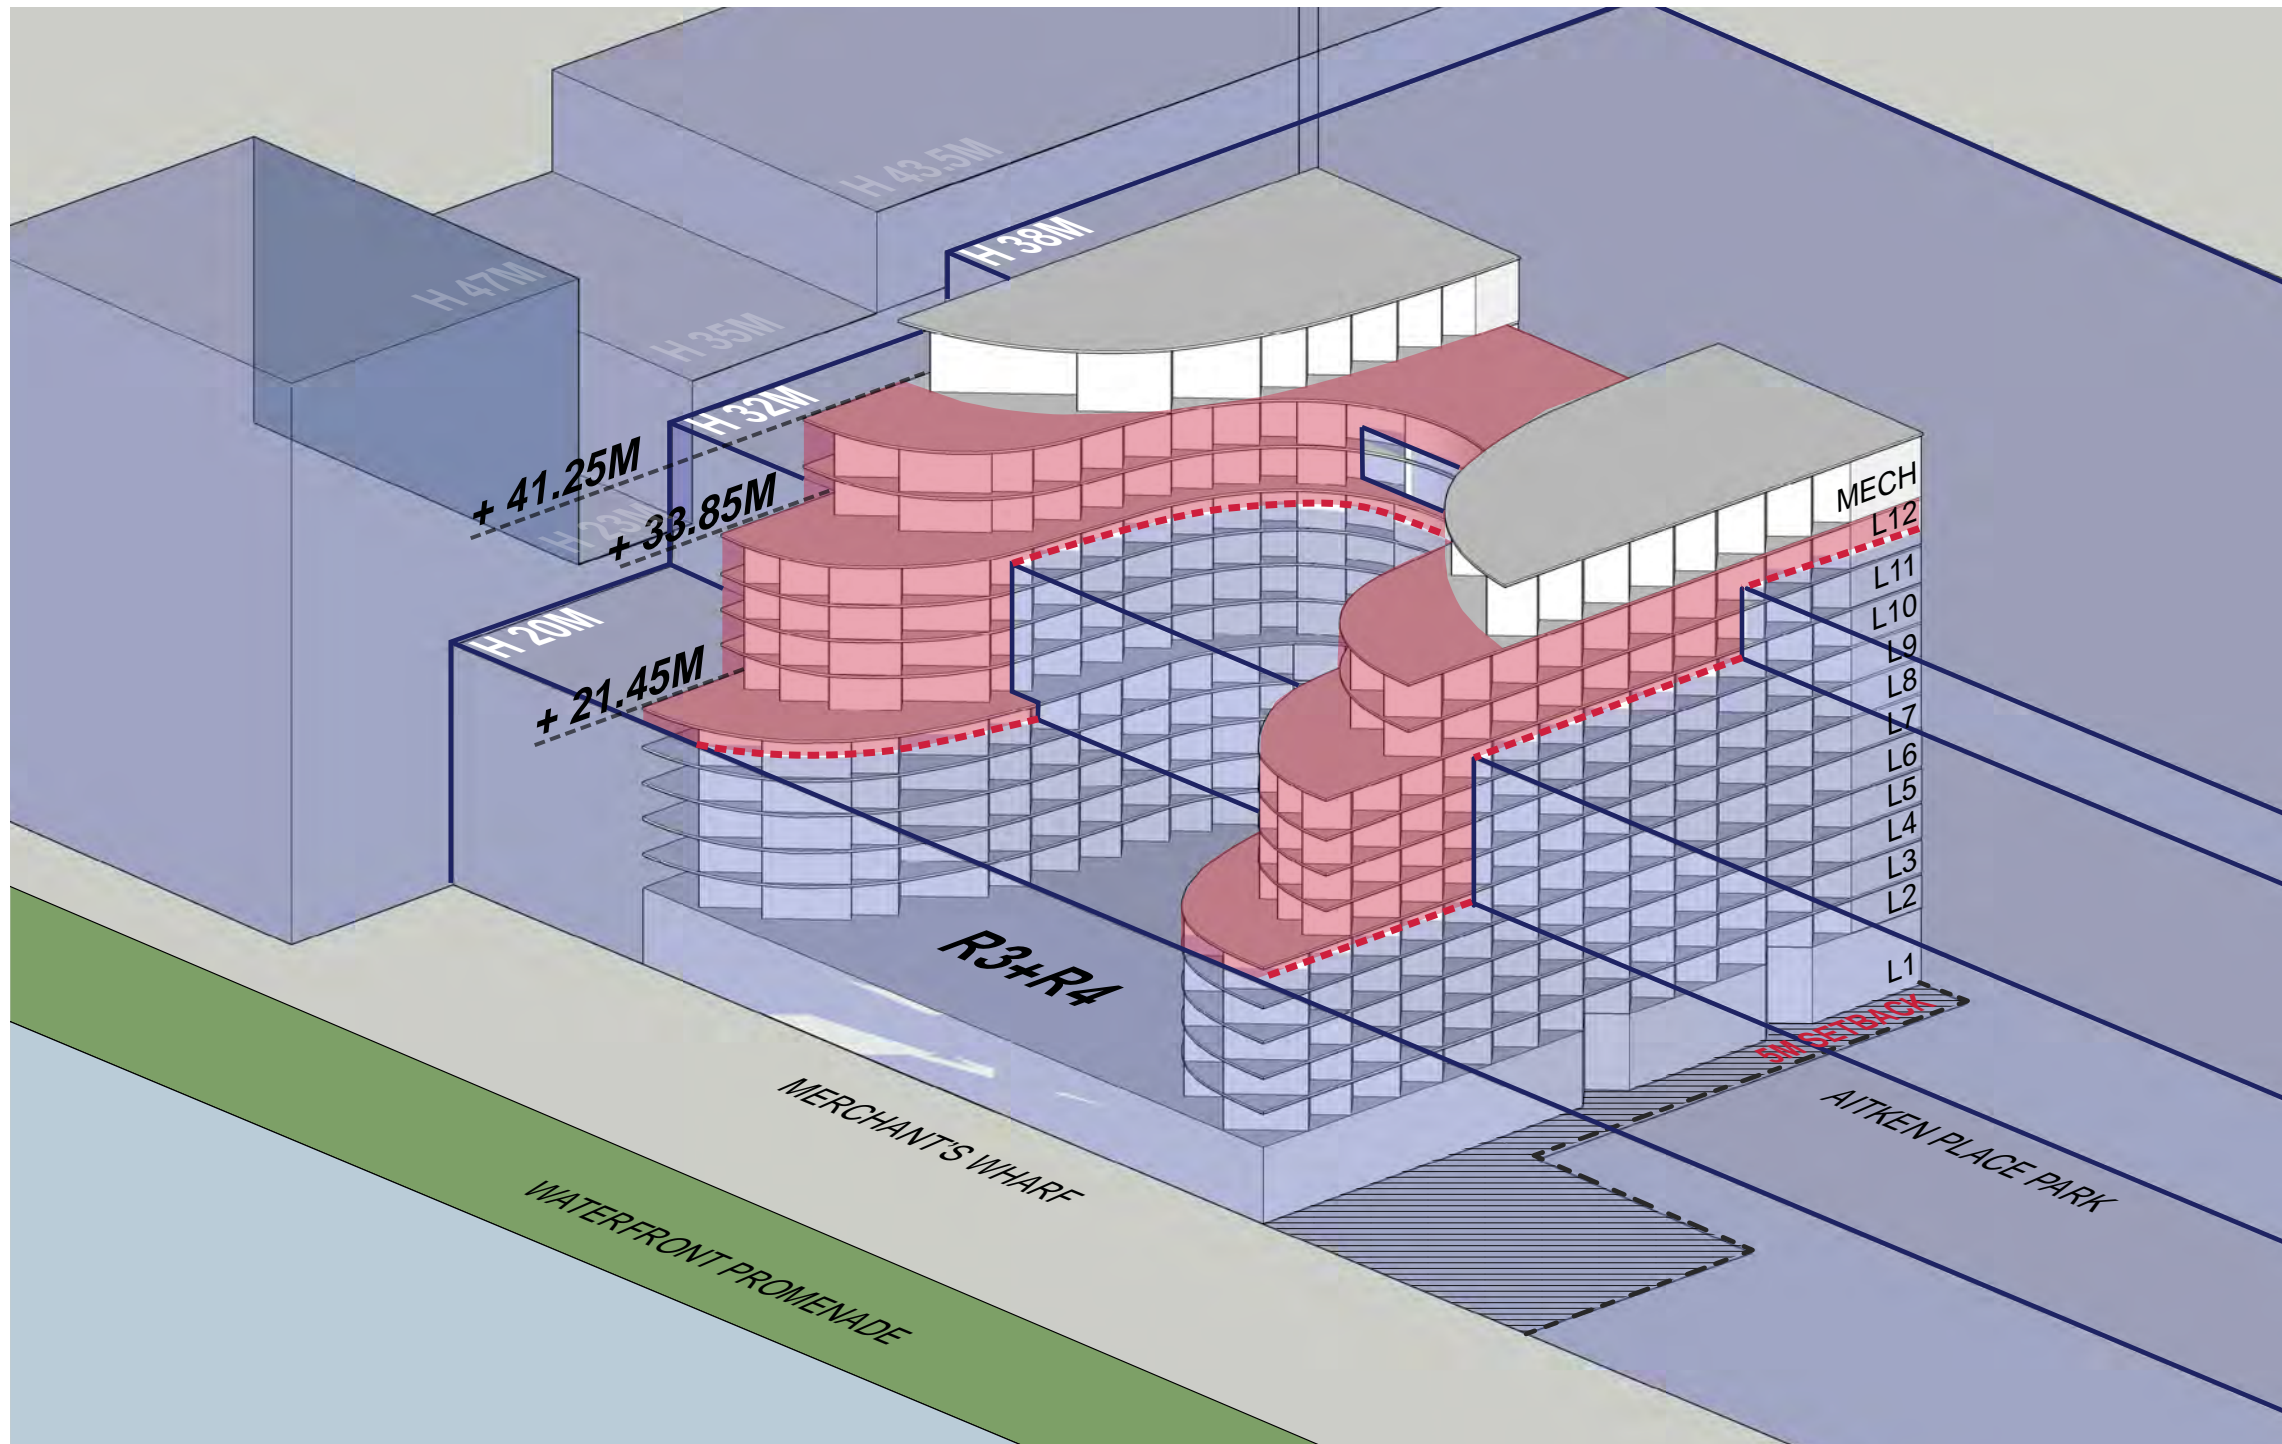 H 43.5M
H 38M
H 47M
H 35M
H 32M
+ 41.25M
H 23M
+ 33.85M
H 20M
+ 21.45M
MECH
L12
L11
L10
L9
L8
L7
L6
L5
L4
L3
L2
L1
R3+R4
5M SETBACK
AITKEN PLACE PARK
MERCHANT'S WHARF
WATERFRONT PROMENADE